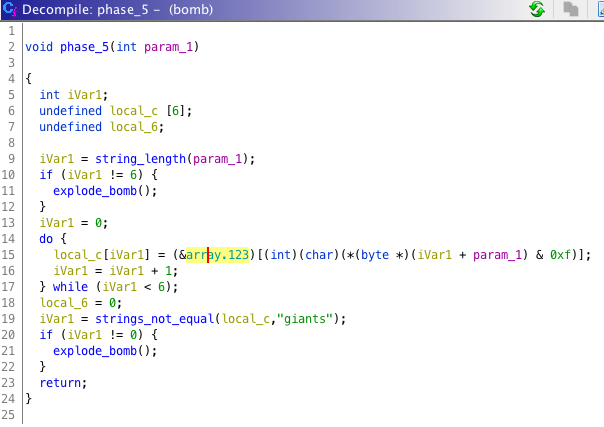 Decompile: phase_5 - (bomb)
1
2 void phase_5(int param_1)
3
4 {
5 int iVar1;
6 undefined local_c [6];
7 undefined local_6;
8
9 iVar1 = string_length(param_1);
10 if (iVar1 != 6) {
11 explode_bomb();
12 }
13 iVar1 = 0;
14 do {
15 local_c[iVar1] = (&array.123)[(int)(char)(*(byte *)(iVar1 + param_1) & 0xf)];
16 iVar1 = iVar1 + 1;
17 } while (iVar1 < 6);
18 local_6 = 0;
19 iVar1 = strings_not_equal(local_c,"giants");
20 if (iVar1 != 0) {
21 explode_bomb();
22 }
23 return;
24 }
25